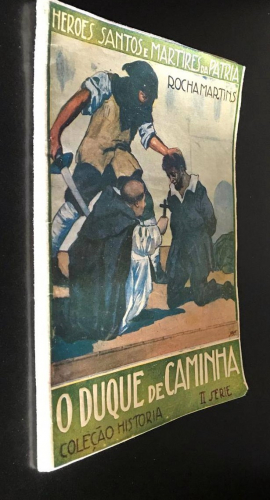 HEROES SANTOS E MARTIRES DA PATRIA
ROCHA MARTINS
O DUQUE DE CAMINHA
COLEÇÃO HISTORIA II SERIE